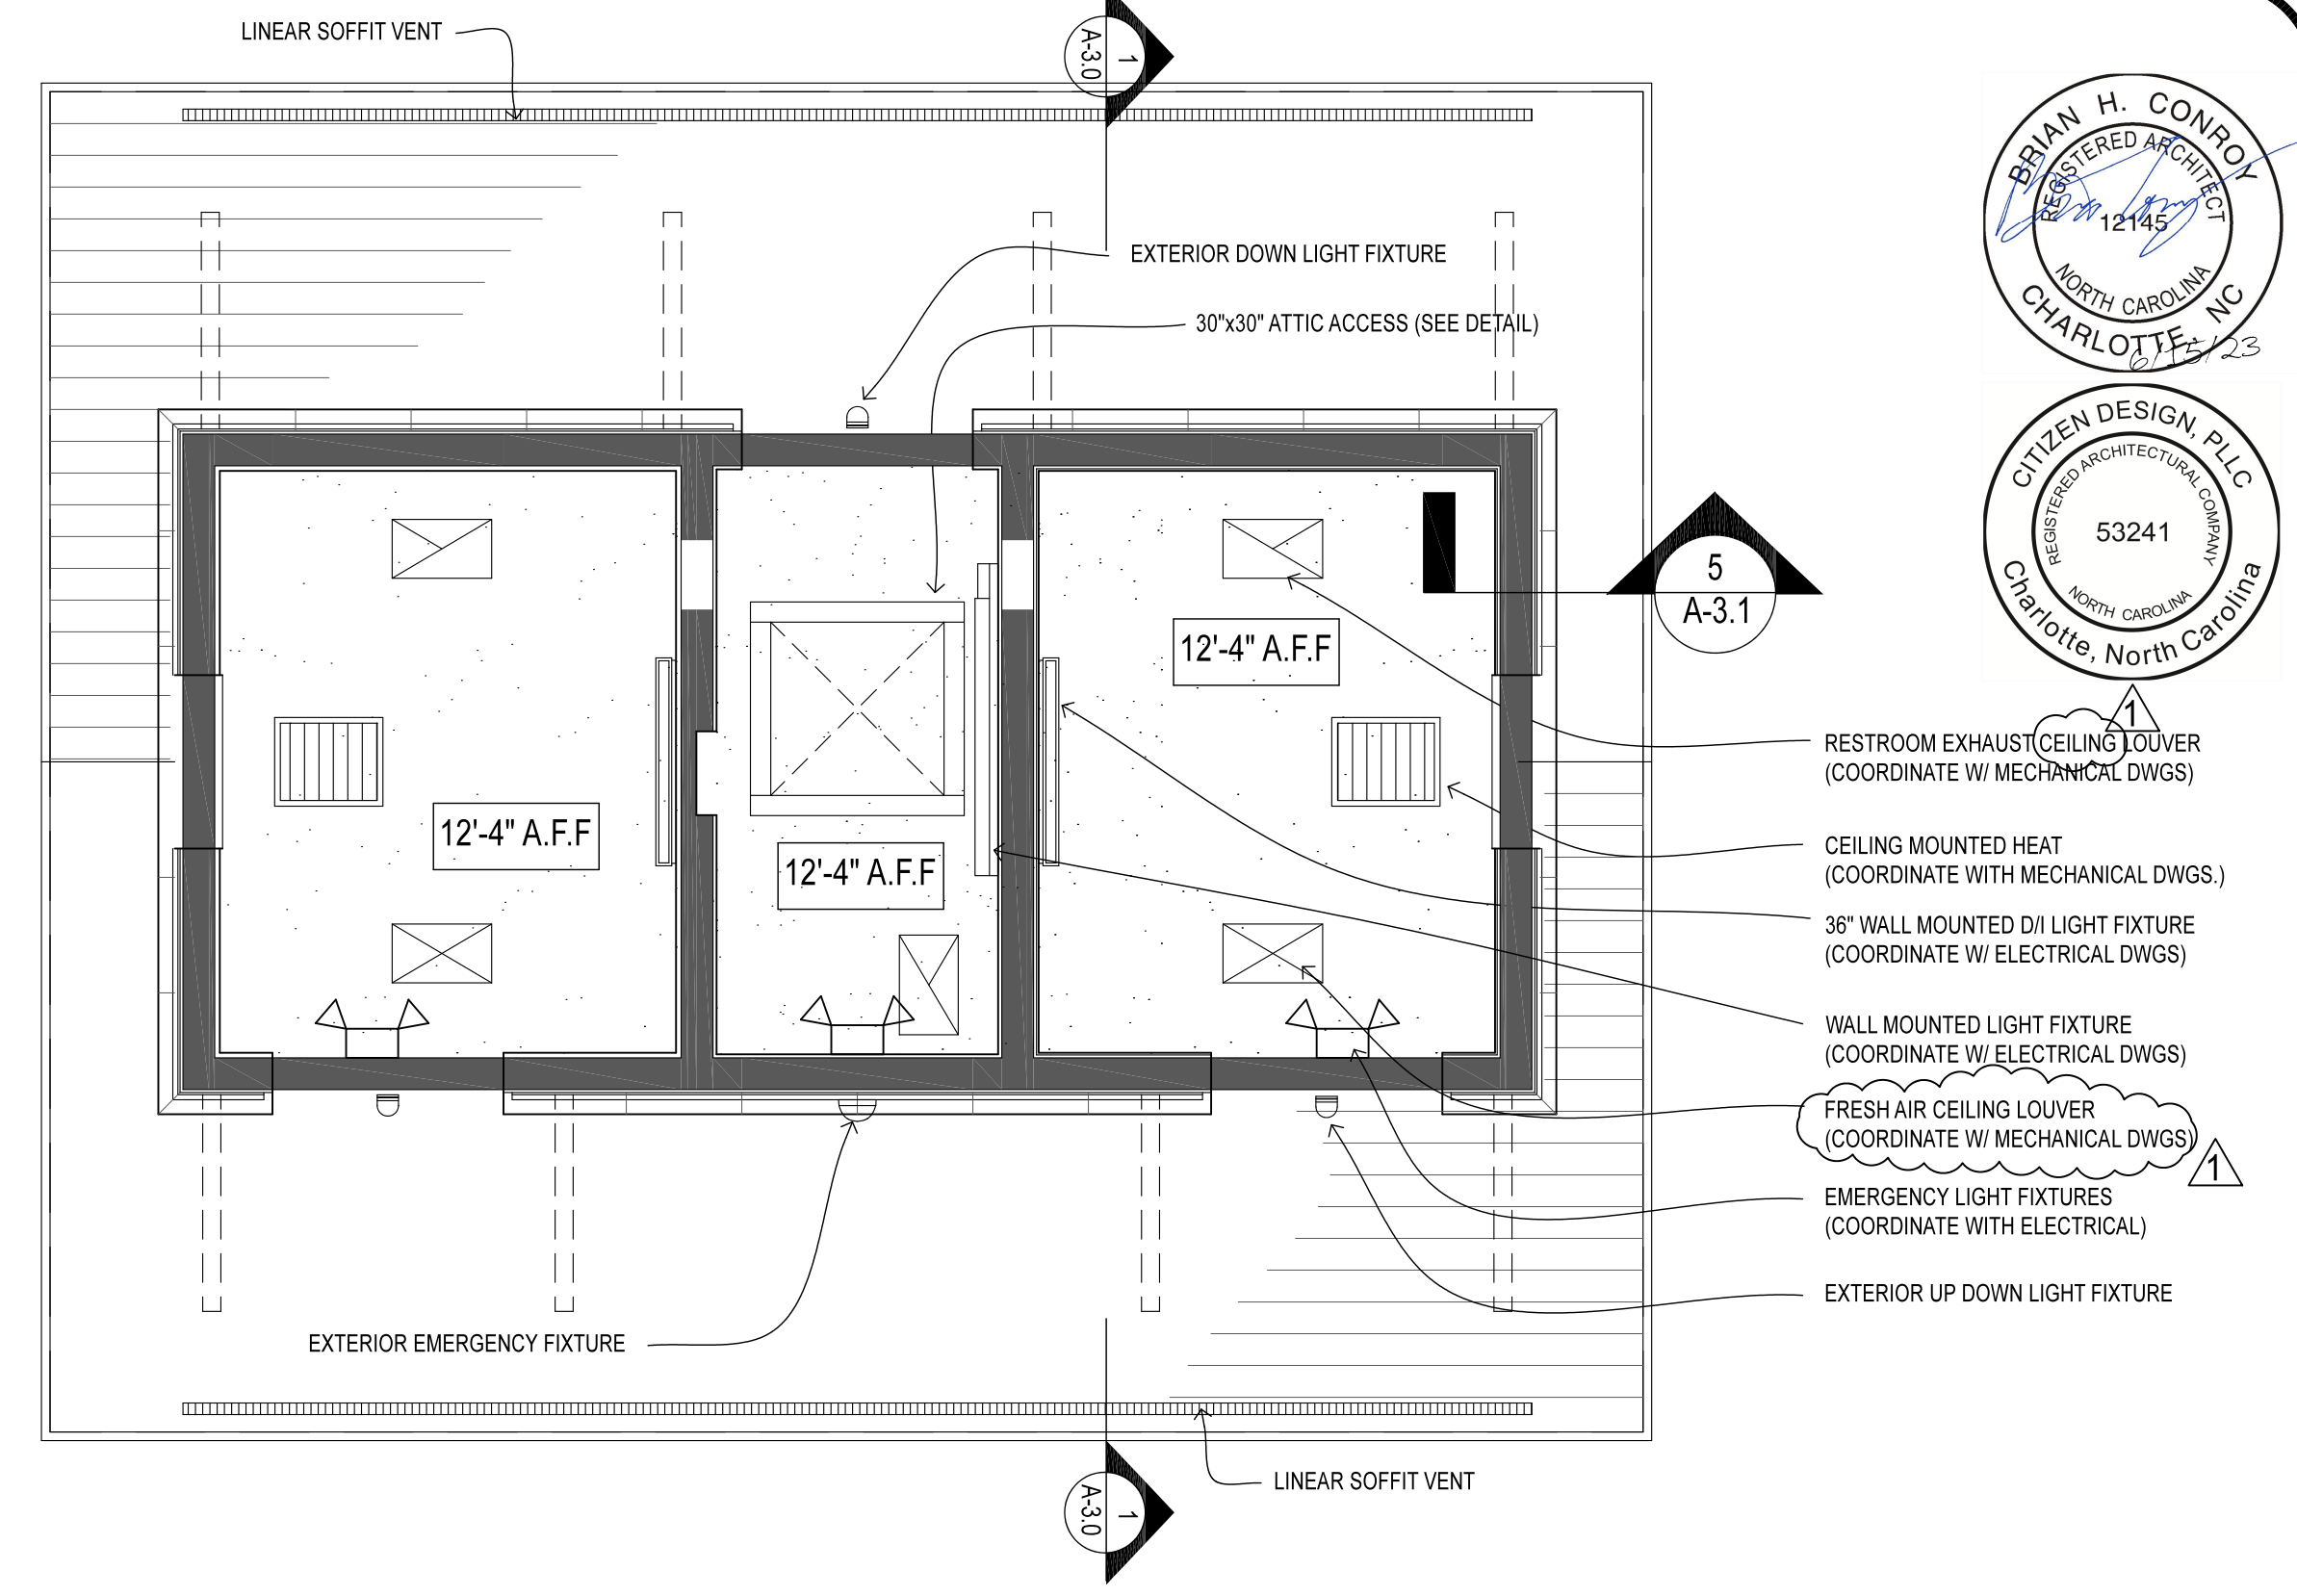 LINEAR SOFFIT VENT
1
A-3.0
BRIAN H. CONROY
REGISTERED ARCHITECT
12145
NORTH CAROLINA
CHARLOTTE, NC
6/15/23
EXTERIOR DOWN LIGHT FIXTURE
30"x30" ATTIC ACCESS (SEE DETAIL)
CITIZEN DESIGN, PLLC
REGISTERED ARCHITECTURAL COMPANY
53241
NORTH CAROLINA
Charlotte, North Carolina
5
A-3.1
12'-4" A.F.F
12'-4" A.F.F
12'-4" A.F.F
1
RESTROOM EXHAUST CEILING LOUVER
(COORDINATE W/ MECHANICAL DWGS)
CEILING MOUNTED HEAT
(COORDINATE WITH MECHANICAL DWGS.)
36" WALL MOUNTED D/I LIGHT FIXTURE
(COORDINATE W/ ELECTRICAL DWGS)
WALL MOUNTED LIGHT FIXTURE
(COORDINATE W/ ELECTRICAL DWGS)
FRESH AIR CEILING LOUVER
(COORDINATE W/ MECHANICAL DWGS)
1
EMERGENCY LIGHT FIXTURES
(COORDINATE WITH ELECTRICAL)
EXTERIOR UP DOWN LIGHT FIXTURE
EXTERIOR EMERGENCY FIXTURE
LINEAR SOFFIT VENT
1
A-3.0